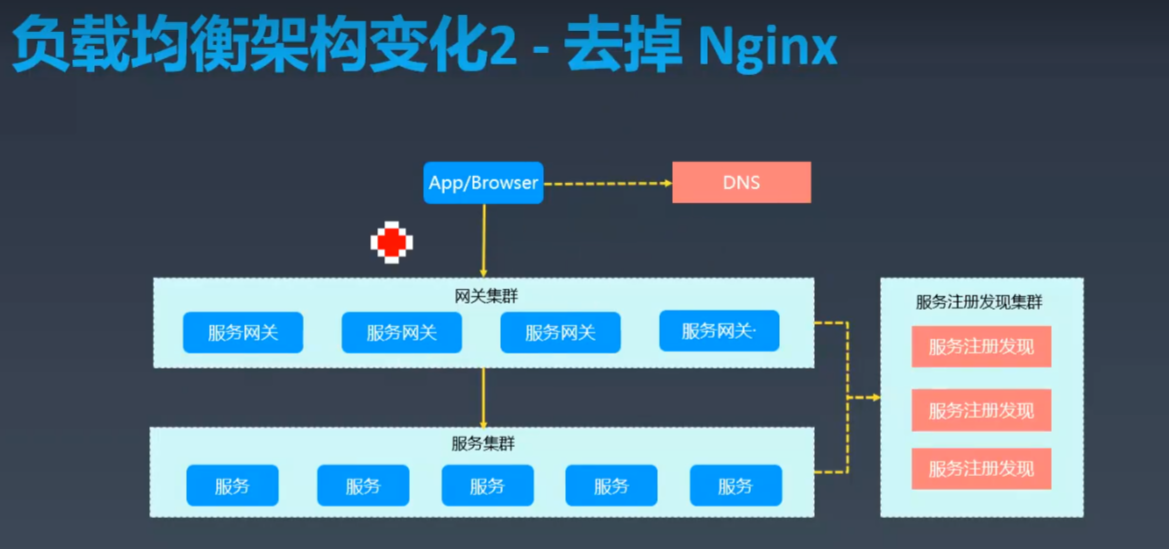 负载均衡架构变化2 - 去掉 Nginx
App/Browser
DNS
网关集群
服务网关
服务网关
服务网关
服务网关·
服务注册发现集群
服务注册发现
服务注册发现
服务注册发现
服务集群
服务
服务
服务
服务
服务